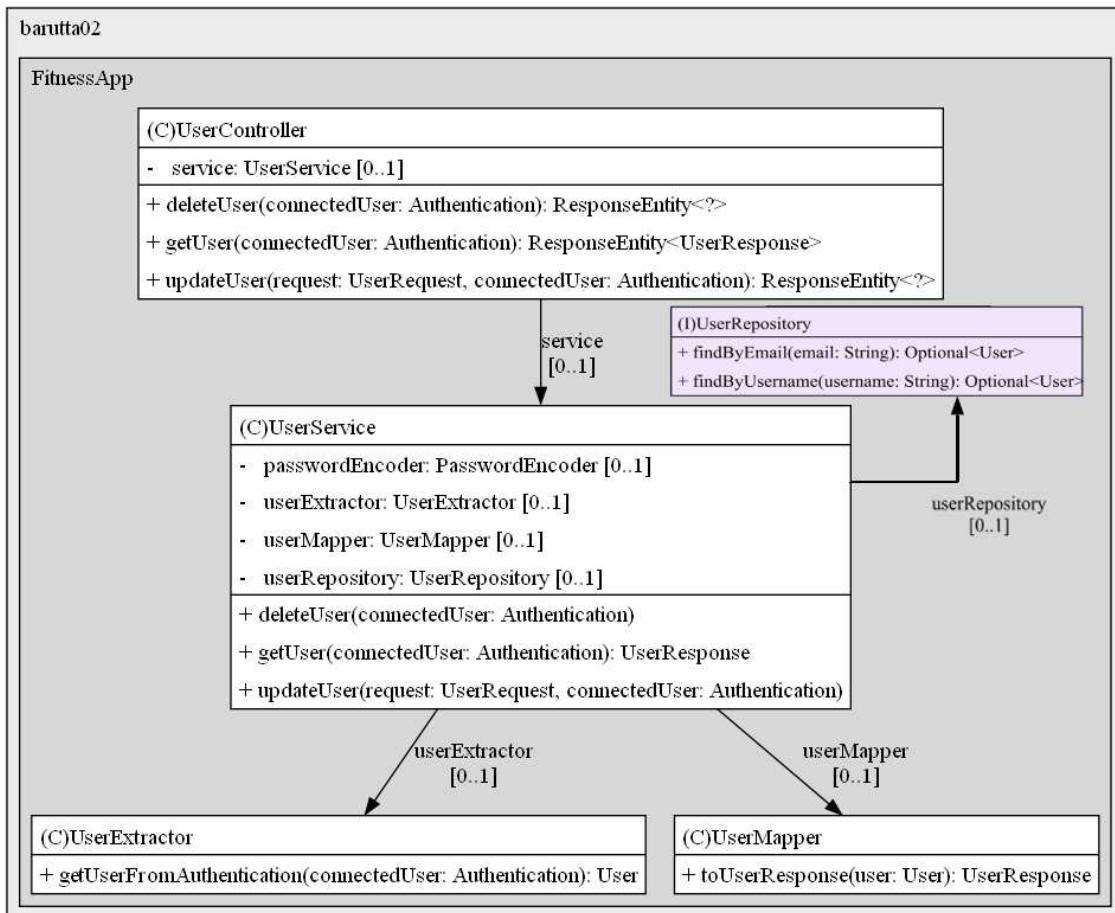 barutta02
FitnessApp
(C)UserController
- service: UserService [0..1]
+ deleteUser(connectedUser: Authentication): ResponseEntity<?>
+ getUser(connectedUser: Authentication): ResponseEntity<UserResponse>
+ updateUser(request: UserRequest, connectedUser: Authentication): ResponseEntity<?>
service
[0..1]
(I)UserRepository
+ findByEmail(email: String): Optional<User>
+ findByUsername(username: String): Optional<User>
(C)UserService
- passwordEncoder: PasswordEncoder [0..1]
- userExtractor: UserExtractor [0..1]
- userMapper: UserMapper [0..1]
- userRepository: UserRepository [0..1]
+ deleteUser(connectedUser: Authentication)
+ getUser(connectedUser: Authentication): UserResponse
+ updateUser(request: UserRequest, connectedUser: Authentication)
userRepository
[0..1]
userExtractor
[0..1]
userMapper
[0..1]
(C)UserExtractor
+ getUserFromAuthentication(connectedUser: Authentication): User
(C)UserMapper
+ toUserResponse(user: User): UserResponse